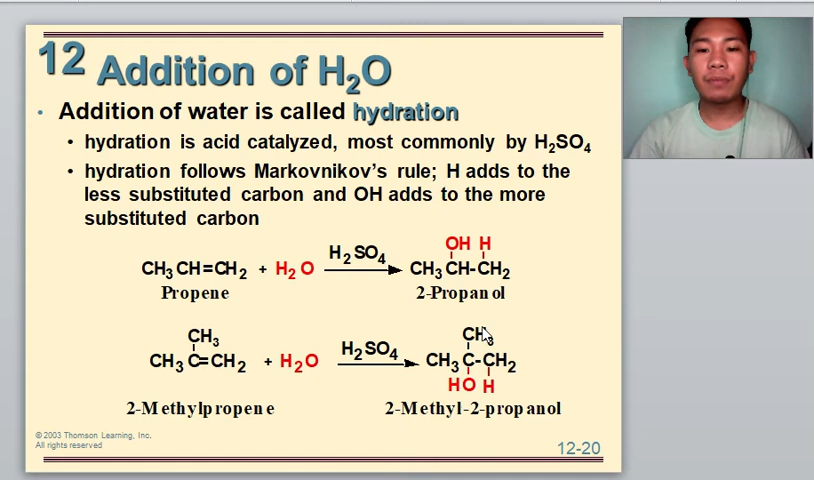 12 Addition of H2O
• Addition of water is called hydration
• hydration is acid catalyzed, most commonly by H2SO4
• hydration follows Markovnikov's rule; H adds to the
less substituted carbon and OH adds to the more
substituted carbon
OH H
H2SO4
CH3CH=CH2 + H2O CH3CH-CH2
Propene 2-Propanol
CH3 CH3
H2SO4
CH3C=CH2 + H2O CH3C-CH2
HO H
2-Methylpropene 2-Methyl-2-propanol
© 2003 Thomson Learning, Inc.
All rights reserved
12-20